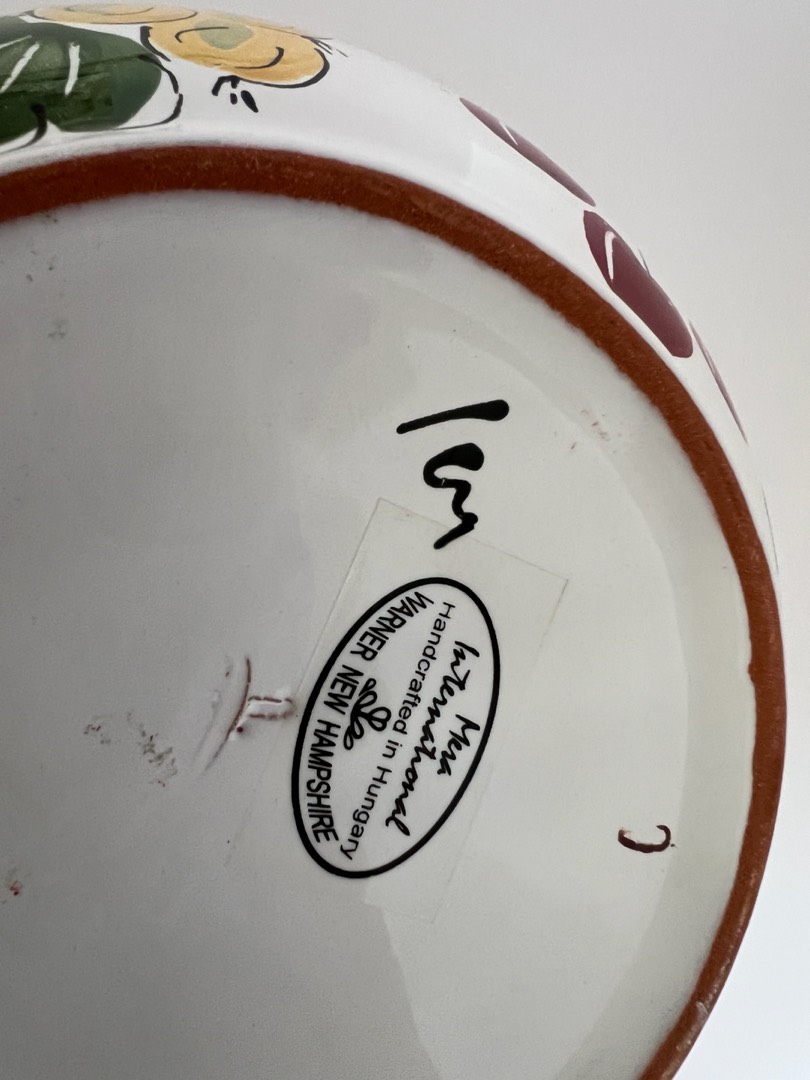 Mesa
International
Handcrafted in Hungary
WARNER NEW HAMPSHIRE